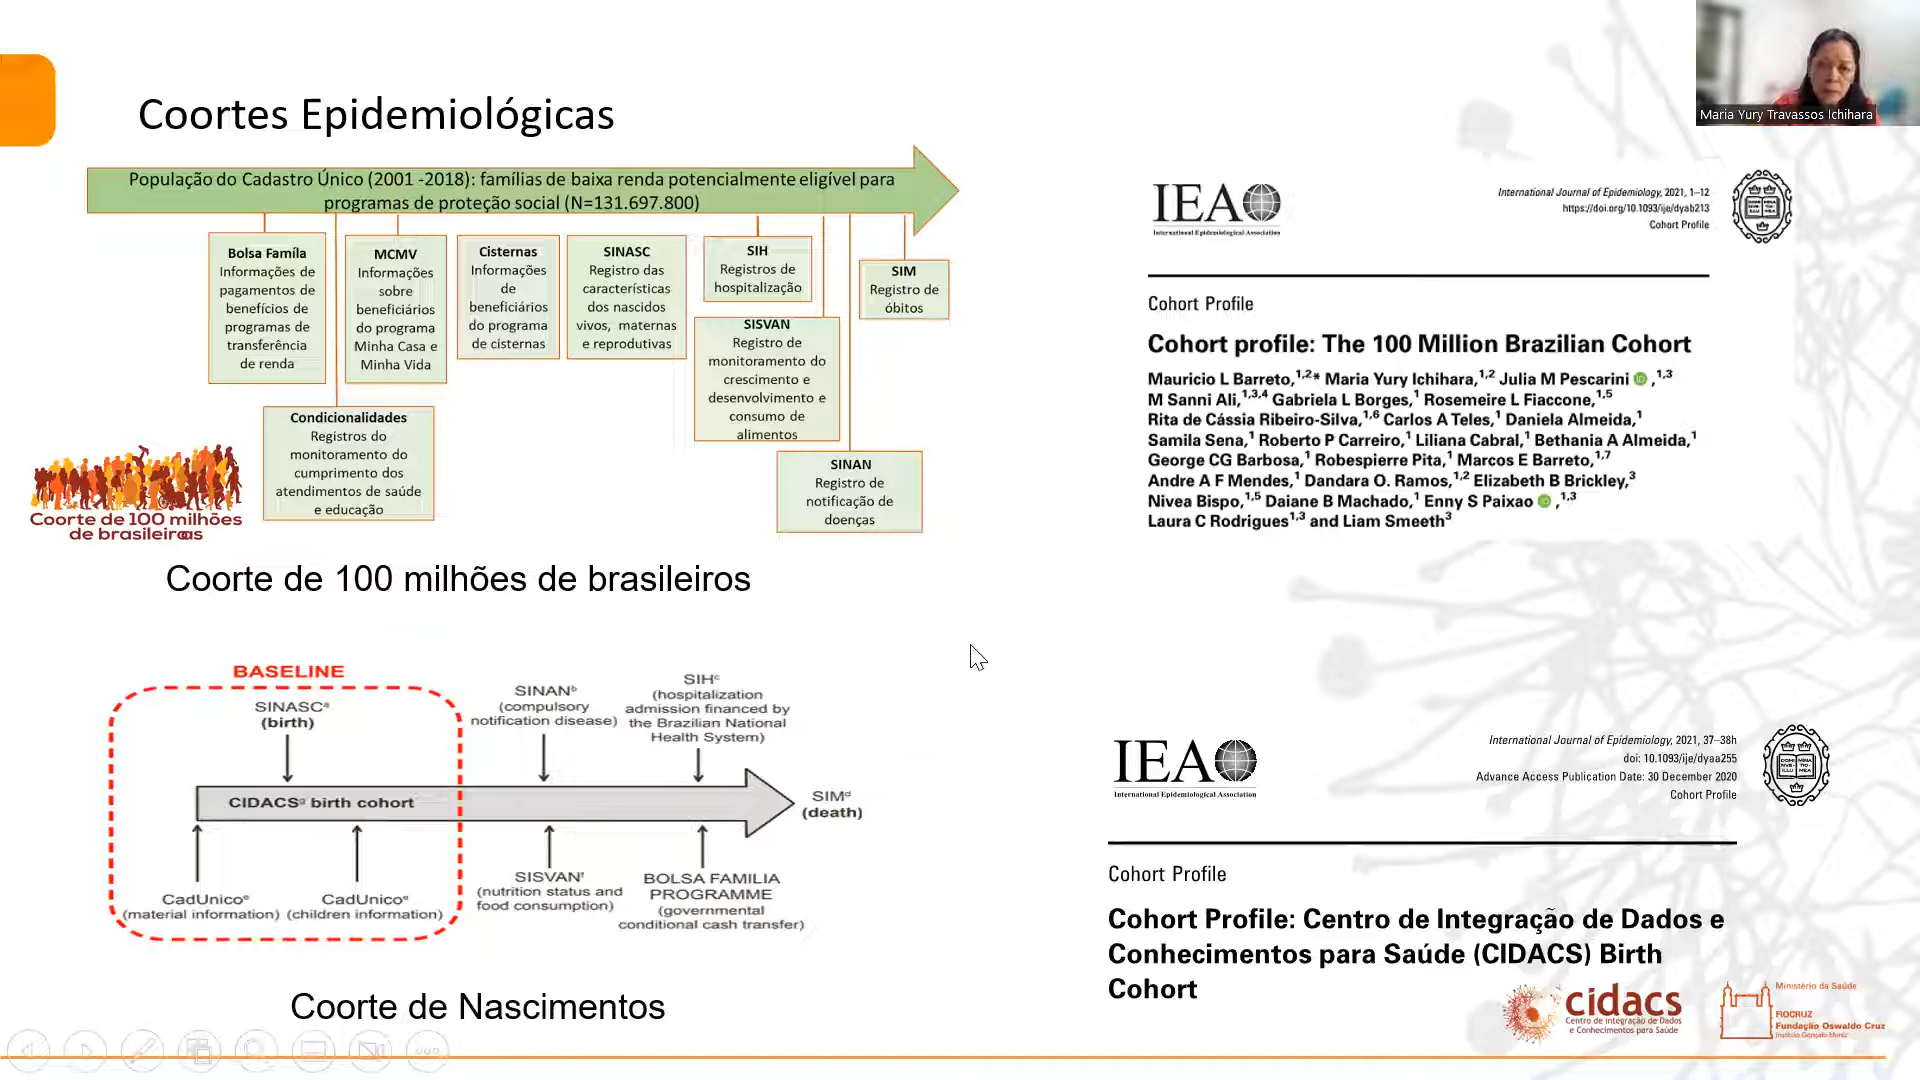 Coortes Epidemiológicas
População do Cadastro Único (2001 -2018): famílias de baixa renda potencialmente eligível para
programas de proteção social (N=131.697.800)
Bolsa Famíla
Informações de
pagamentos de
benefícios de
programas de
transferência
de renda
MCMV
Informações
sobre
beneficiários
do programa
Minha Casa e
Minha Vida
Cisternas
Informações
de
beneficiários
do programa
de cisternas
SINASC
Registro das
características
dos nascidos
vivos, maternas
e reprodutivas
SIH
Registros de
hospitalização
SIM
Registro de
óbitos
SISVAN
Registro de
monitoramento do
crescimento e
desenvolvimento e
consumo de
alimentos
Condicionalidades
Registros do
monitoramento do
cumprimento dos
atendimentos de saúde
e educação
SINAN
Registro de
notificação de
doenças
Coorte de 100 milhões
de brasileiras
Coorte de 100 milhões de brasileiros
BASELINE
SINASCᵃ
(birth)
SINANᵇ
(compulsory
notification disease)
SIHᶜ
(hospitalization
admission financed by
the Brazilian National
Health System)
CIDACSᵍ birth cohort
SIMᵈ
(death)
CadUnicoᵉ
(material information)
CadUnicoᵉ
(children information)
SISVANᶠ
(nutrition status and
food consumption)
BOLSA FAMILIA
PROGRAMME
(governmental
conditional cash transfer)
Coorte de Nascimentos
Maria Yury Travassos Ichihara
IEA
International Epidemiological Association
International Journal of Epidemiology, 2021, 1–12
https://doi.org/10.1093/ije/dyab213
Cohort Profile
Cohort Profile
Cohort profile: The 100 Million Brazilian Cohort
Mauricio L Barreto,1,2* Maria Yury Ichihara,1,2 Julia M Pescarini iD ,1,3
M Sanni Ali,1,3,4 Gabriela L Borges,1 Rosemeire L Fiaccone,1,5
Rita de Cássia Ribeiro-Silva,1,6 Carlos A Teles,1 Daniela Almeida,1
Samila Sena,1 Roberto P Carreiro,1 Liliana Cabral,1 Bethania A Almeida,1
George CG Barbosa,1 Robespierre Pita,1 Marcos E Barreto,1,7
Andre A F Mendes,1 Dandara O. Ramos,1,2 Elizabeth B Brickley,3
Nivea Bispo,1,5 Daiane B Machado,1 Enny S Paixao iD ,1,3
Laura C Rodrigues1,3 and Liam Smeeth3
IEA
International Epidemiological Association
International Journal of Epidemiology, 2021, 37–38h
doi: 10.1093/ije/dyaa255
Advance Access Publication Date: 30 December 2020
Cohort Profile
Cohort Profile
Cohort Profile: Centro de Integração de Dados e
Conhecimentos para Saúde (CIDACS) Birth
Cohort
cidacs
Centro de Integração de Dados
e Conhecimentos para Saúde
Ministério da Saúde
FIOCRUZ
Fundação Oswaldo Cruz
Instituto Gonçalo Moniz